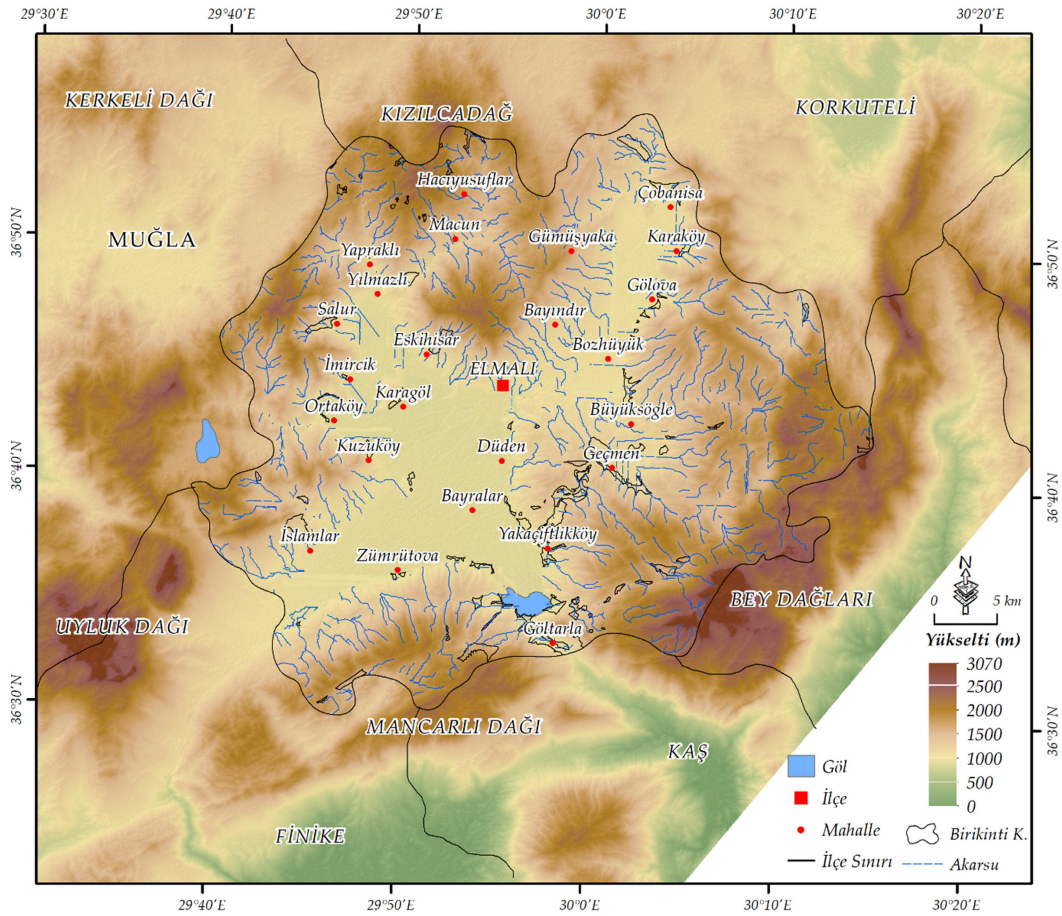 29°30'E
29°40'E
29°50'E
30°0'E
30°10'E
30°20'E
KERKELİ DAĞI
KIZILCADAĞ
KORKUTELİ
Hacıyusuflar
Çobanisa
36°50'N
MUĞLA
Macun
Gümüşyaka
Karaköy
36°50'N
Yapraklı
Yılmazlı
Gölova
Salur
Bayındır
Eskihisar
Bozhüyük
İmircik
ELMALI
Karagöl
Ortaköy
Büyüksögle
Kuzuköy
Düden
Geçmen
36°40'N
36°40'N
Bayralar
İslamlar
Yakaçiftlikköy
Zümrütova
N
0 5 km
BEY DAĞLARI
UYLUK DAĞI
Göltarla
Yükselti (m)
3070
2500
2000
1500
1000
500
0
36°30'N
36°30'N
MANCARLI DAĞI
KAŞ
FİNİKE
Göl
İlçe
Mahalle
Birikinti K.
İlçe Sınırı
Akarsu
29°40'E
29°50'E
30°0'E
30°10'E
30°20'E